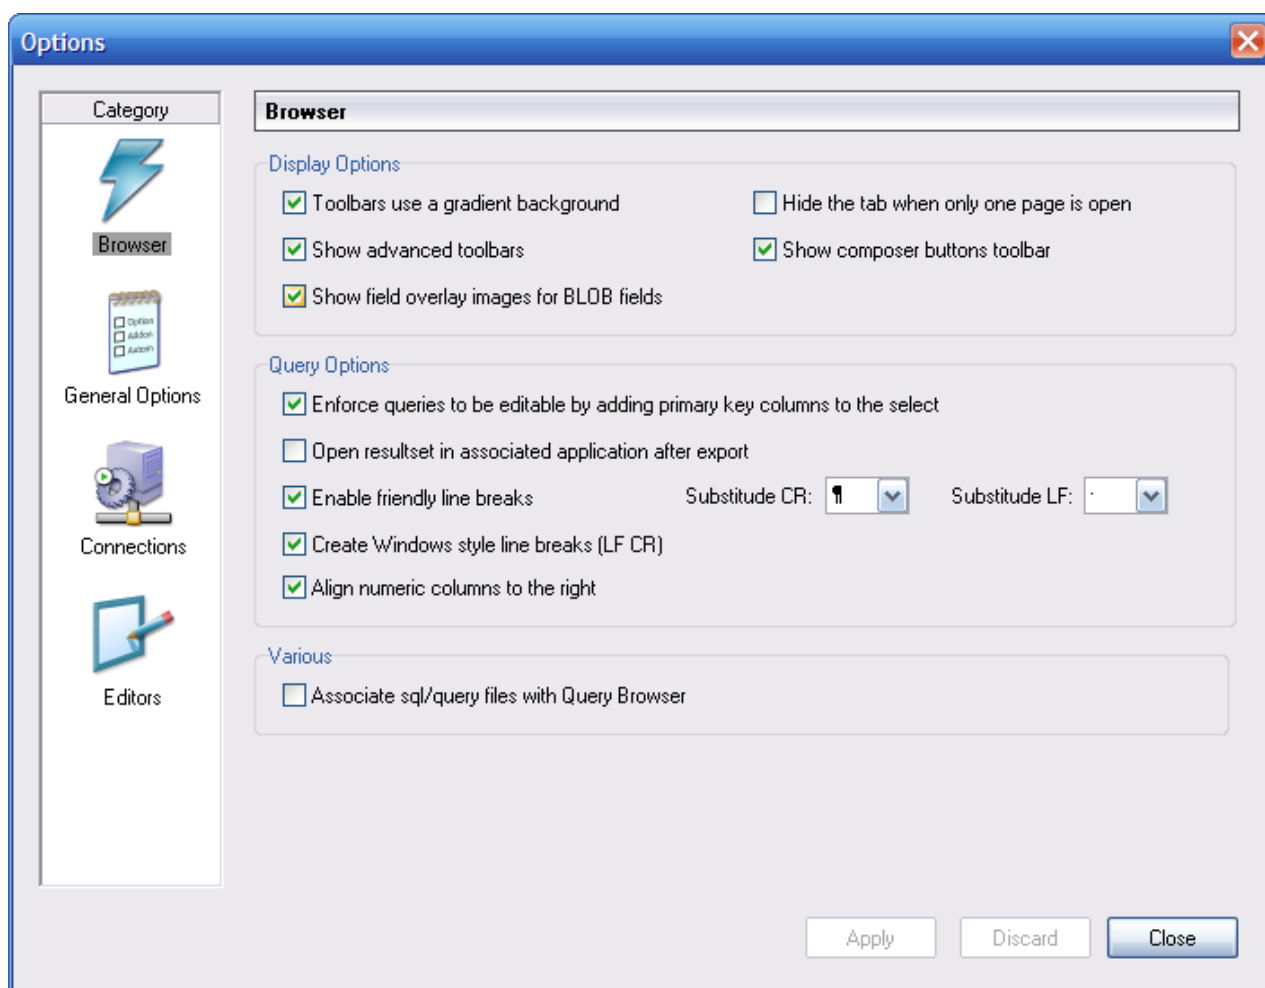 Options
Category
Browser
Option
Addon
Autom
General Options
Connections
Editors
Browser
Display Options
Toolbars use a gradient background
Hide the tab when only one page is open
Show advanced toolbars
Show composer buttons toolbar
Show field overlay images for BLOB fields
Query Options
Enforce queries to be editable by adding primary key columns to the select
Open resultset in associated application after export
Enable friendly line breaks Substitude CR: ¶ Substitude LF: ·
Create Windows style line breaks (LF CR)
Align numeric columns to the right
Various
Associate sql/query files with Query Browser
Apply Discard Close